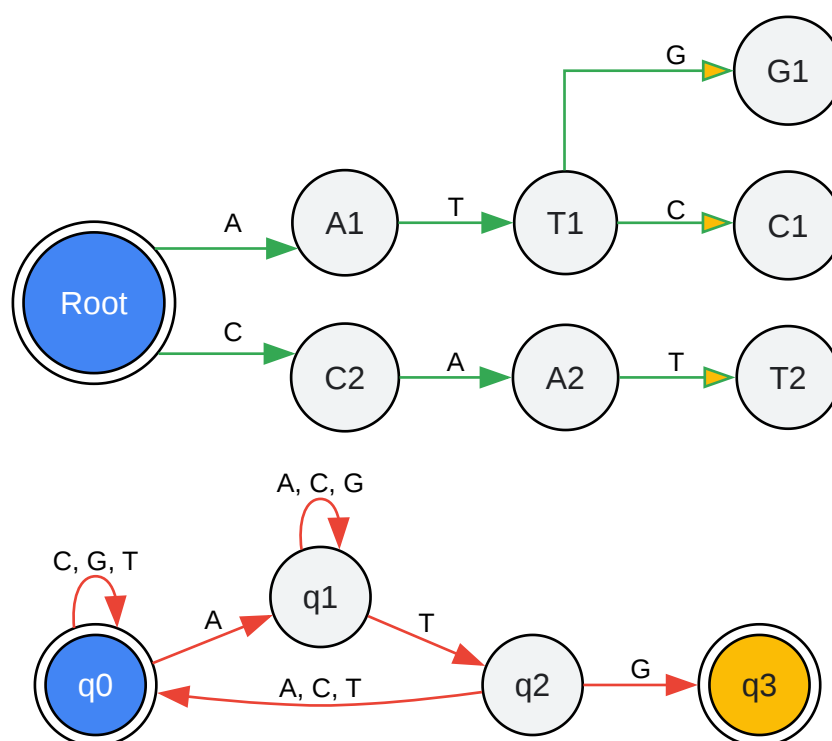 G
G1
A
A1
T
T1
C
C1
Root
C
C2
A
A2
T
T2
A, C, G
C, G, T
q1
A
T
q0
A, C, T
q2
G
q3